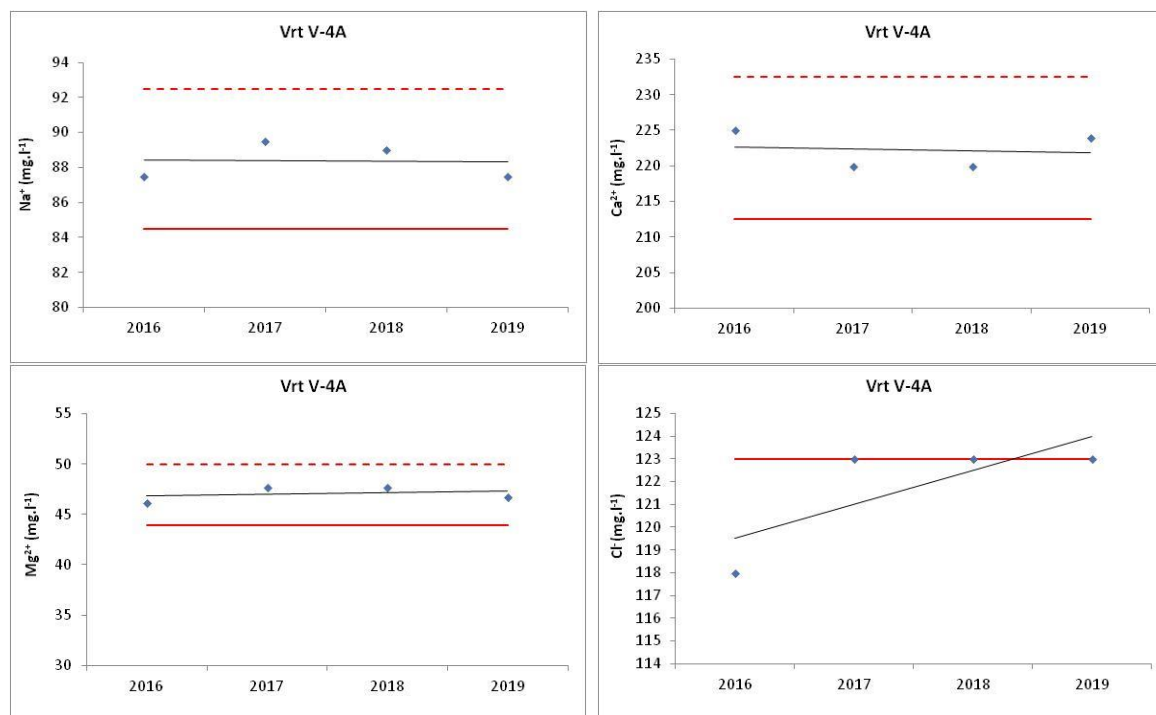 Vrt V-4A
Na⁺ (mg.l⁻¹)
94
92
90
88
86
84
82
80
2016 2017 2018 2019
Vrt V-4A
Ca²⁺ (mg.l⁻¹)
235
230
225
220
215
210
205
200
2016 2017 2018 2019
Vrt V-4A
Mg²⁺ (mg.l⁻¹)
55
50
45
40
35
30
2016 2017 2018 2019
Vrt V-4A
Cl⁻ (mg.l⁻¹)
125
124
123
122
121
120
119
118
117
116
115
114
2016 2017 2018 2019